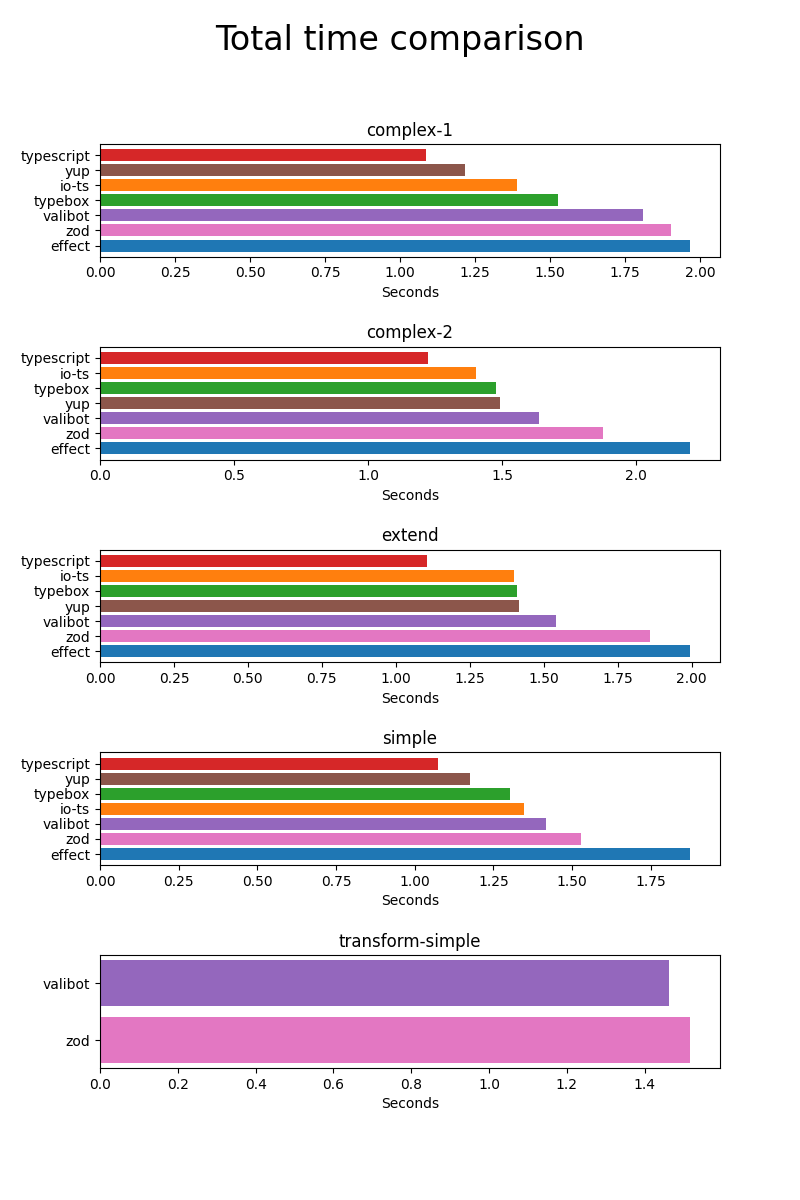 Total time comparison
complex-1
typescript
yup
io-ts
typebox
valibot
zod
effect
0.00 0.25 0.50 0.75 1.00 1.25 1.50 1.75 2.00
Seconds
complex-2
typescript
io-ts
typebox
yup
valibot
zod
effect
0.0 0.5 1.0 1.5 2.0
Seconds
extend
typescript
io-ts
typebox
yup
valibot
zod
effect
0.00 0.25 0.50 0.75 1.00 1.25 1.50 1.75 2.00
Seconds
simple
typescript
yup
typebox
io-ts
valibot
zod
effect
0.00 0.25 0.50 0.75 1.00 1.25 1.50 1.75
Seconds
transform-simple
valibot
zod
0.0 0.2 0.4 0.6 0.8 1.0 1.2 1.4
Seconds